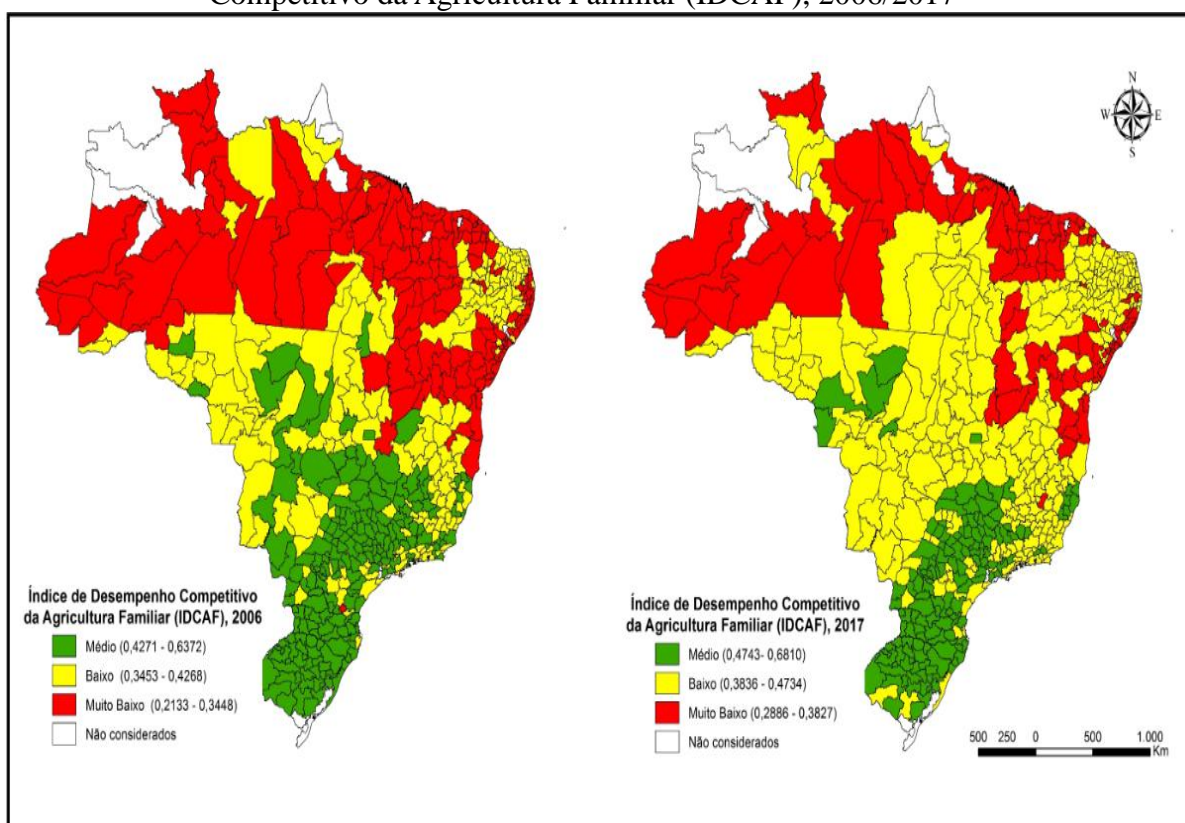 Competitivo da Agricultura Familiar (IDCAF), 2006/2017
N
W E
S
Índice de Desempenho Competitivo
da Agricultura Familiar (IDCAF), 2006
Médio (0,4271 - 0,6372)
Baixo (0,3453 - 0,4268)
Muito Baixo (0,2133 - 0,3448)
Não considerados
Índice de Desempenho Competitivo
da Agricultura Familiar (IDCAF), 2017
Médio (0,4743- 0,6810)
Baixo (0,3836 - 0,4734)
Muito Baixo (0,2886 - 0,3827)
Não considerados
500 250 0 500 1.000
Km